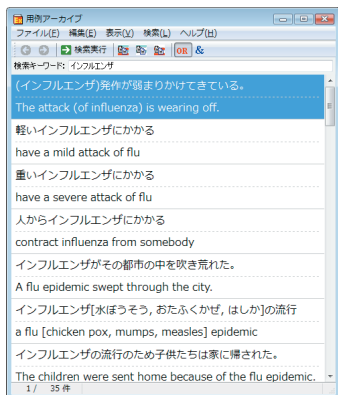 用例アーカイブ
ファイル(F) 編集(E) 表示(V) 検索(L) ヘルプ(H)
検索実行 OR &
検索キーワード: インフルエンザ
(インフルエンザ)発作が弱まりかけてきている。
The attack (of influenza) is wearing off.
軽いインフルエンザにかかる
have a mild attack of flu
重いインフルエンザにかかる
have a severe attack of flu
人からインフルエンザにかかる
contract influenza from somebody
インフルエンザがその都市の中を吹き荒れた。
A flu epidemic swept through the city.
インフルエンザ[水ぼうそう, おたふくかぜ, はしか]の流行
a flu [chicken pox, mumps, measles] epidemic
インフルエンザの流行のため子供たちは家に帰された。
The children were sent home because of the flu epidemic.
1 / 35 件